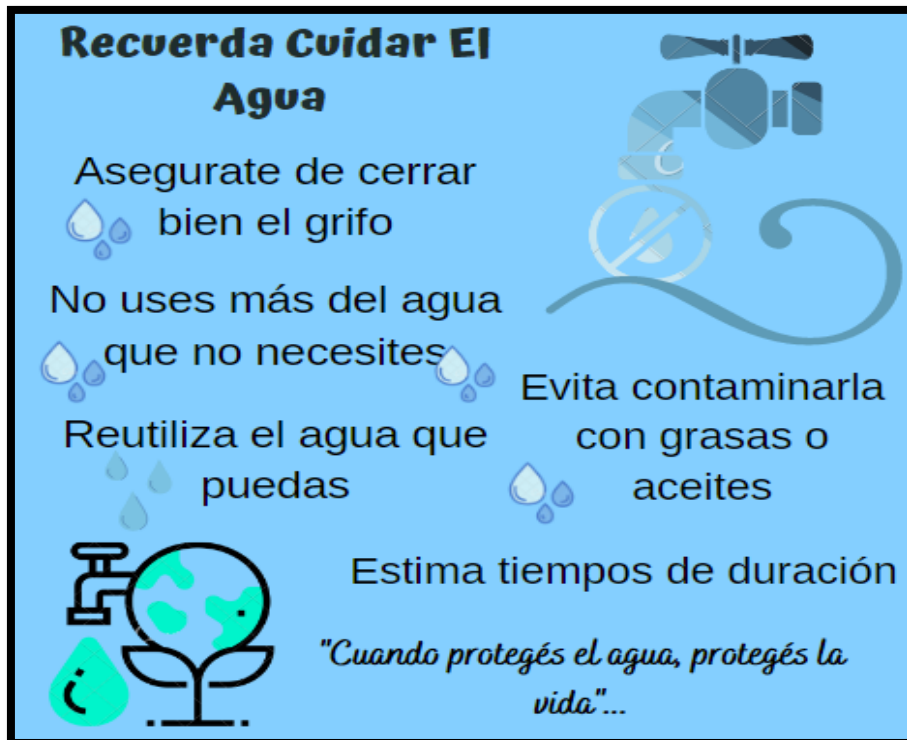 Recuerda Cuidar El
Agua
Asegurate de cerrar
bien el grifo
No uses más del agua
que no necesites
Reutiliza el agua que
puedas
Evita contaminarla
con grasas o
aceites
Estima tiempos de duración
"Cuando protegés el agua, protegés la
vida"...